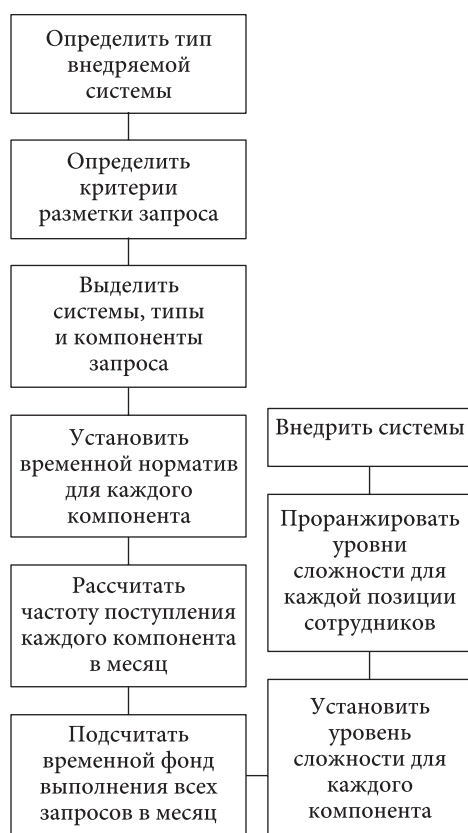 Определить тип
внедряемой
системы
Определить
критерии
разметки запроса
Выделить
системы, типы
и компоненты
запроса
Установить
временной норматив
для каждого
компонента
Рассчитать
частоту поступления
каждого компонента
в месяц
Подсчитать
временной фонд
выполнения всех
запросов в месяц
Установить
уровень
сложности для
каждого
компонента
Проранжировать
уровни
сложности для
каждой позиции
сотрудников
Внедрить системы